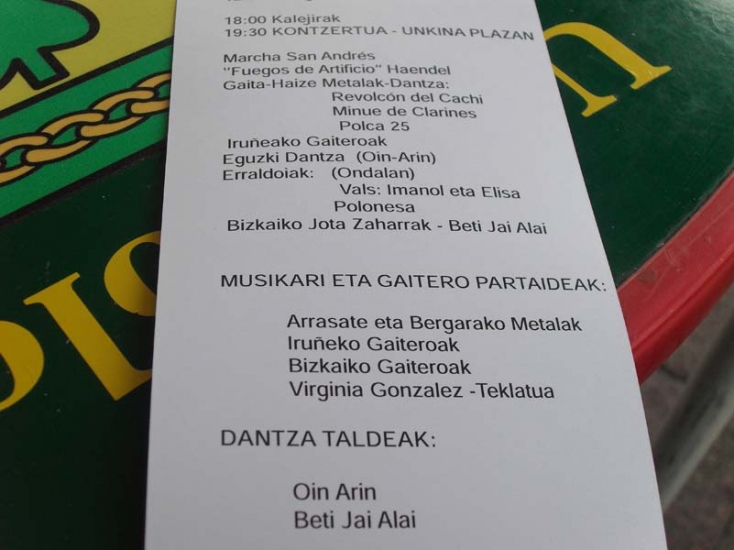 18:00 Kalejirak
19:30 KONTZERTUA - UNKINA PLAZAN
Marcha San Andrés
"Fuegos de Artificio" Haendel
Gaita-Haize Metalak-Dantza:
Revolcón del Cachi
Minue de Clarines
Polca 25
Iruñeako Gaiteroak
Eguzki Dantza (Oin-Arin)
Erraldoiak: (Ondalan)
Vals: Imanol eta Elisa
Polonesa
Bizkaiko Jota Zaharrak - Beti Jai Alai
MUSIKARI ETA GAITERO PARTAIDEAK:
Arrasate eta Bergarako Metalak
Iruñeko Gaiteroak
Bizkaiko Gaiteroak
Virginia Gonzalez -Teklatua
DANTZA TALDEAK:
Oin Arin
Beti Jai Alai